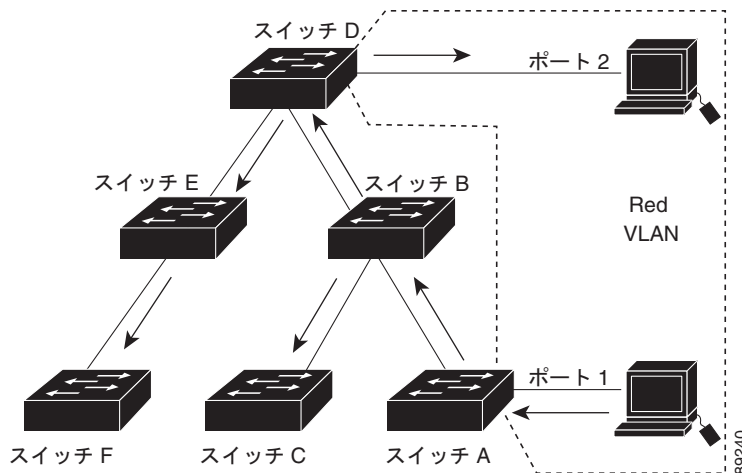 スイッチ D
ポート 2
スイッチ E
スイッチ B
Red
VLAN
ポート 1
スイッチ F
スイッチ C
スイッチ A
89240